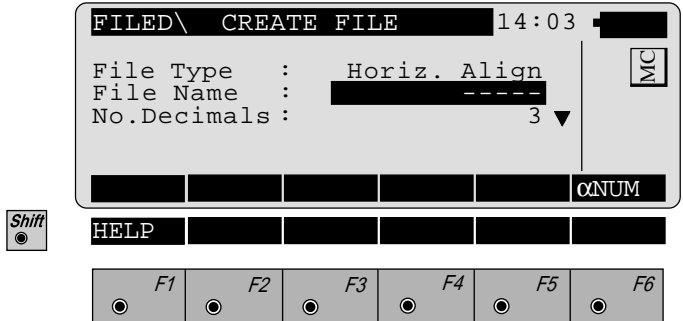 FILED\ CREATE FILE 14:03
MC
File Type : Horiz. Align
File Name : -----
No.Decimals: 3
αNUM
Shift
HELP
F1 F2 F3 F4 F5 F6